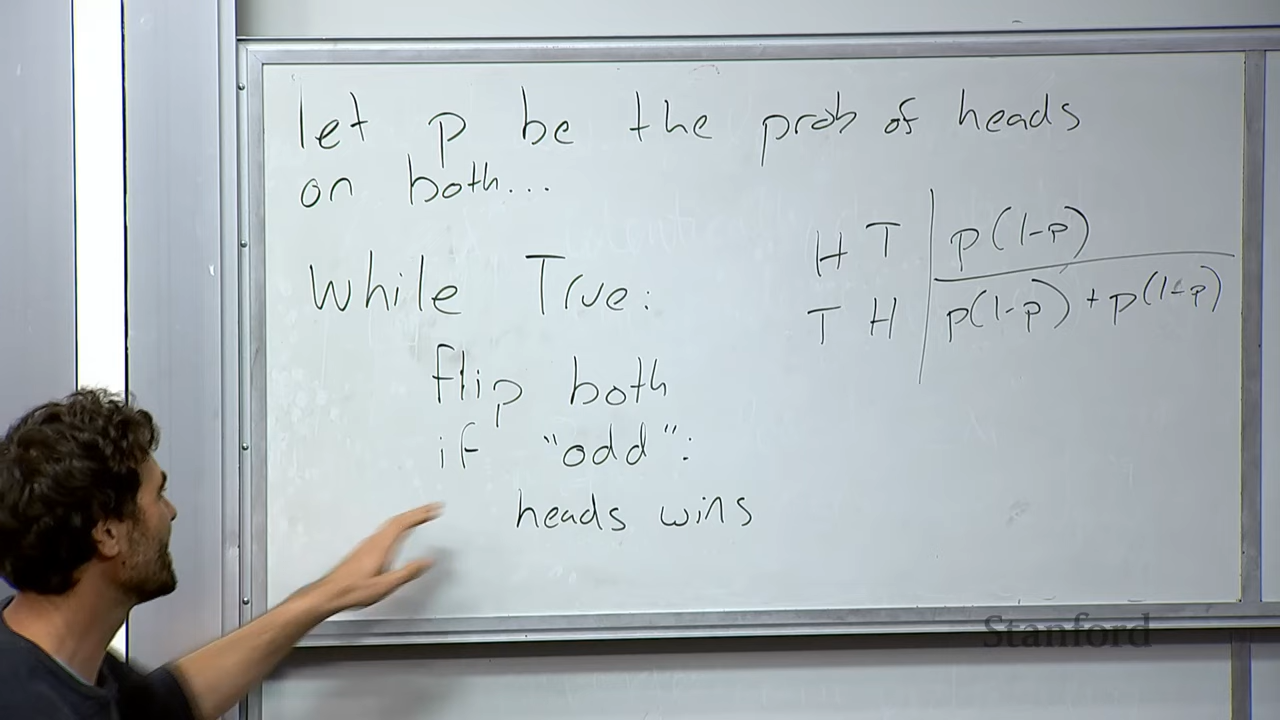 let p be the prob of heads
on both...
While True:
flip both
if "odd":
heads wins
H T | p(1-p)
T H | p(1-p) + p(1-p)
Stanford